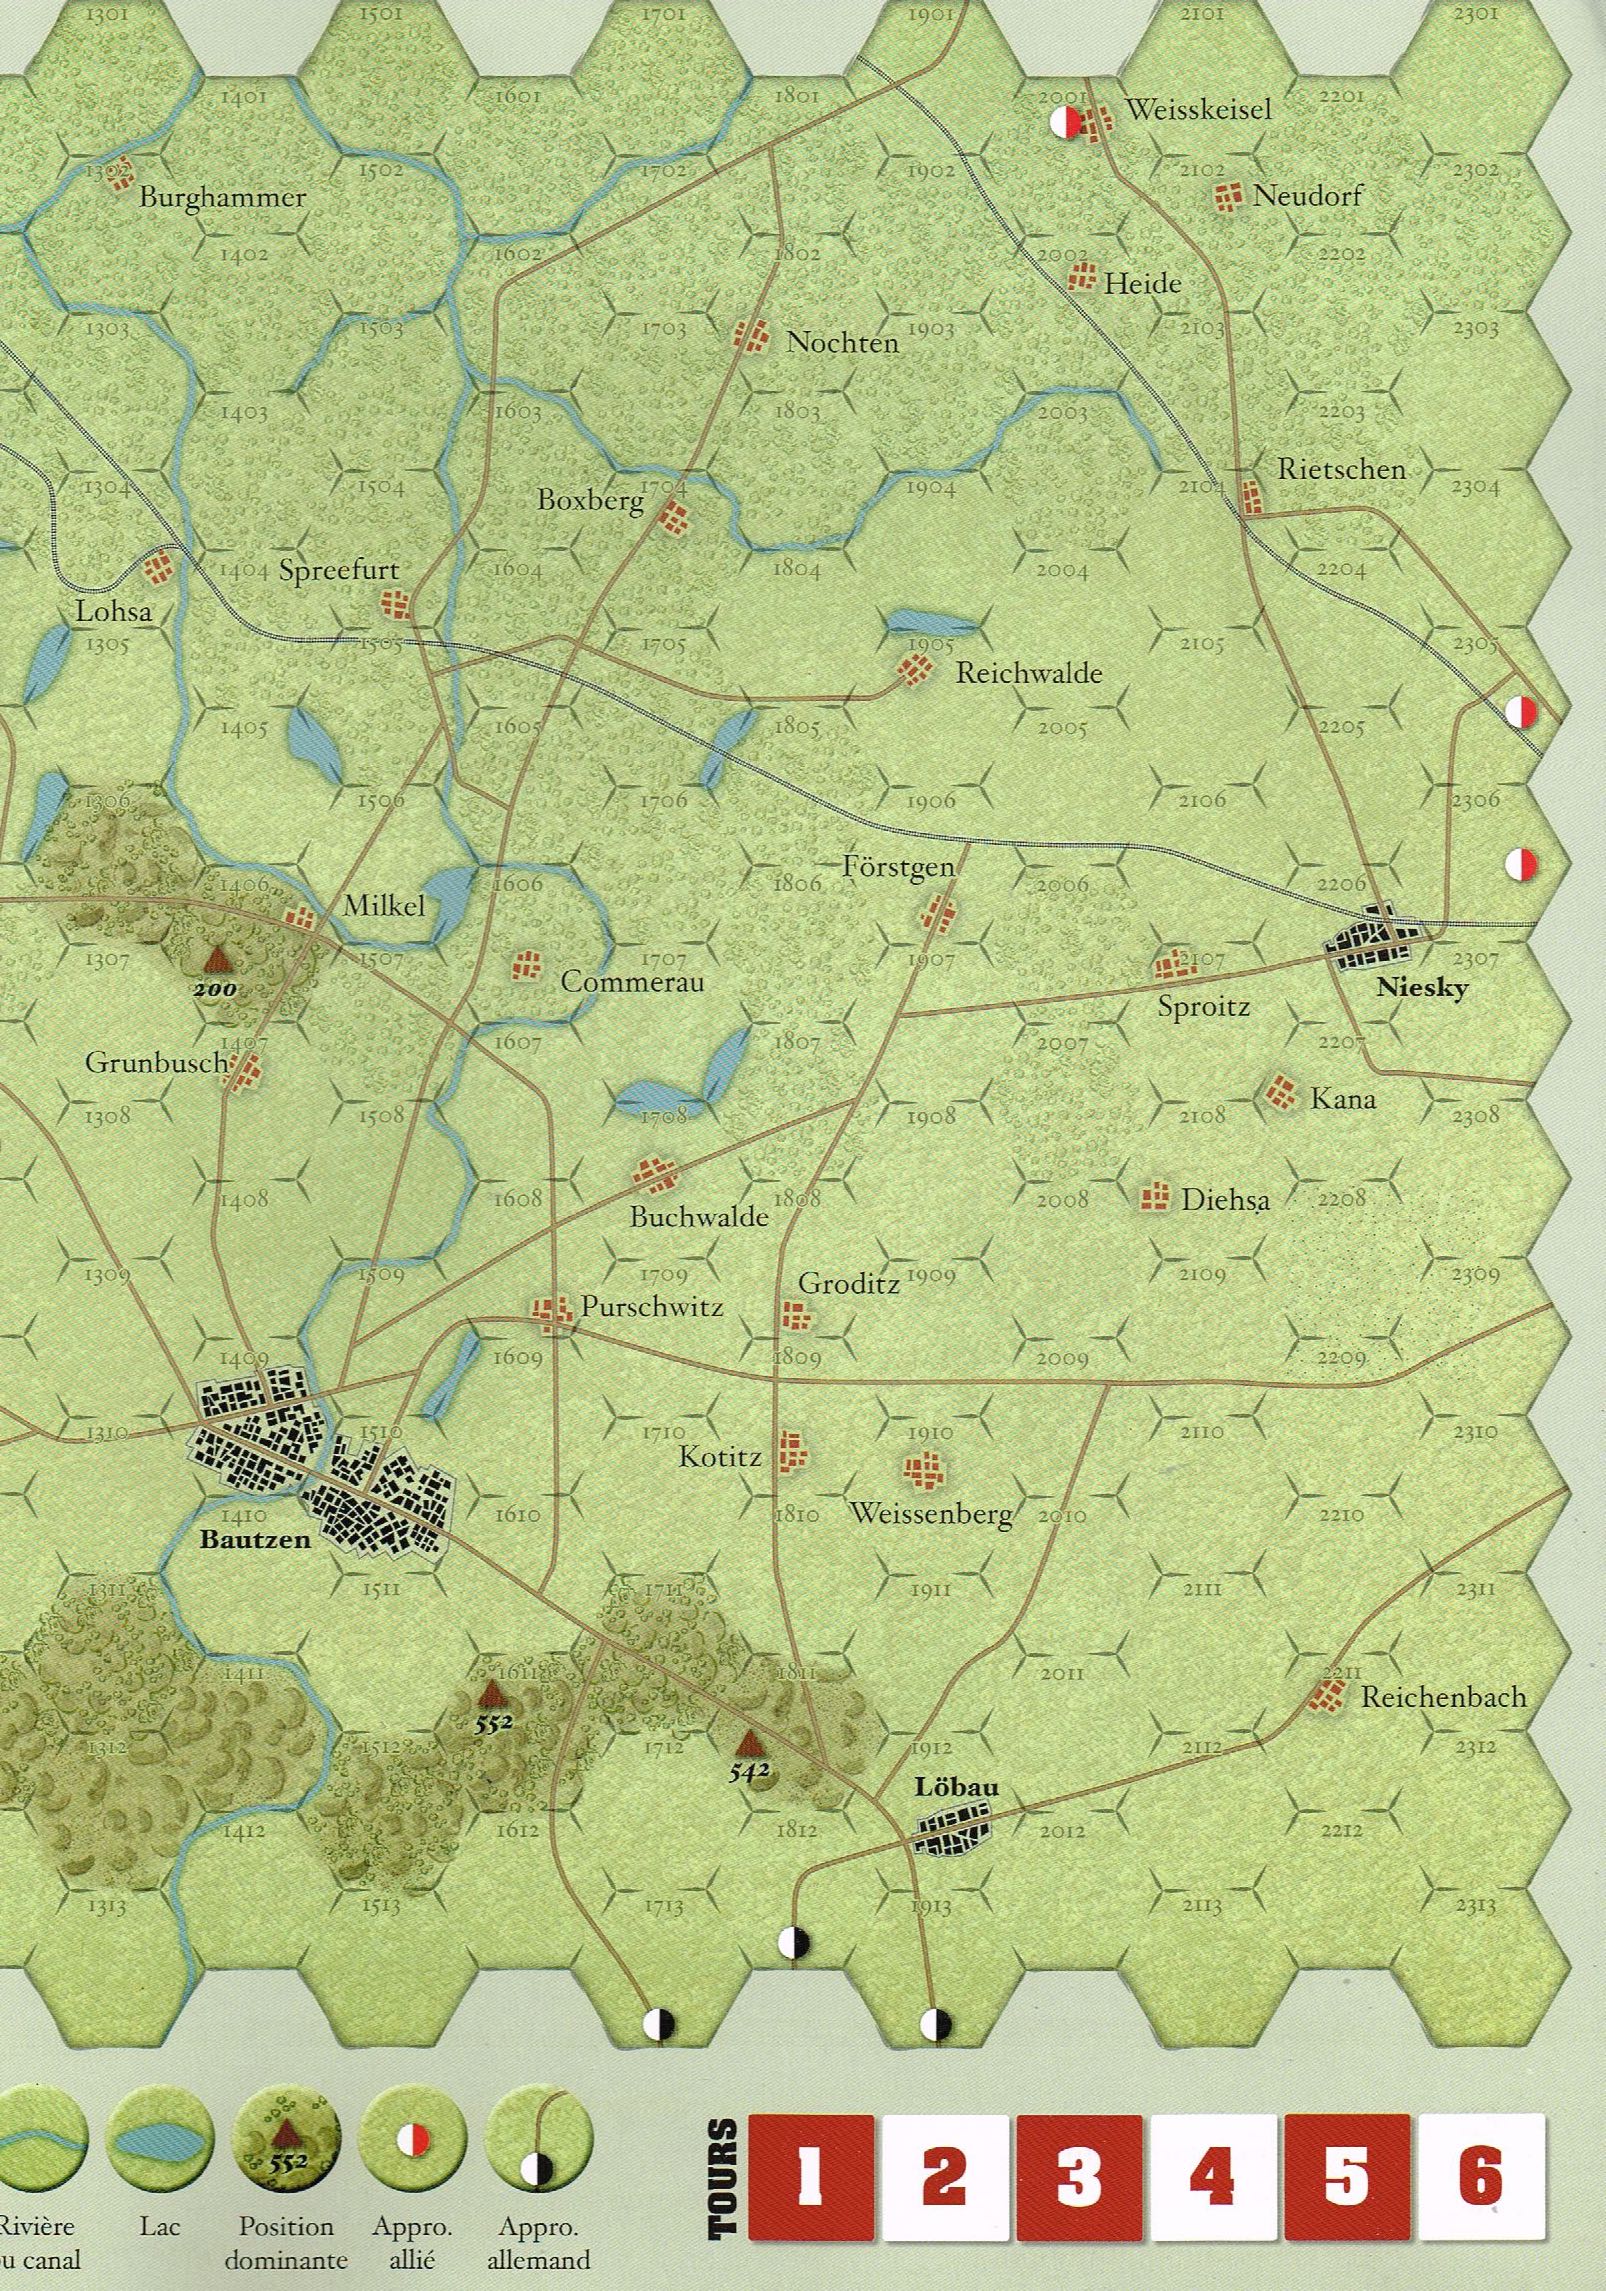 1301 1501 1701 1901 2101 2301
1401 1601 1801 2001 Weisskeisel 2201
1302 Burghammer 1502 1702 1902 2102 Neudorf 2302
1402 1602 1802 2002 Heide 2202
1303 1503 1703 Nochten 1903 2103 2303
1403 1603 1803 2003 2203
1304 1504 Boxberg 1704 1904 2104 Rietschen 2304
1404 Spreefurt 1604 1804 2004 2204
Lohsa
1305 1505 1705 1905 Reichwalde 2105 2305
1405 1605 1805 2005 2205
1306 1506 1706 1906 2106 2306
1406 Milkel 1606 1806 Förstgen 2006 2206
1307 200 1507 Commerau 1707 1907 2107 Sproitz Niesky 2307
Grunbusch 1407 1607 1807 2007 2207
1308 1508 1708 1908 2108 Kana 2308
1408 1608 Buchwalde 1808 2008 Diehsa 2208
1309 1509 1709 Groditz 1909 2109 2309
Purschwitz
1409 1609 1809 2009 2209
1310 1510 1710 Kotitz 1910 2110 2310
Bautzen 1410 1610 1810 Weissenberg 2010 2210
1311 1511 1711 1911 2111 2311
1411 1611 552 1811 2011 2211 Reichenbach
1312 1512 1712 542 1912 2112 2312
Löbau
1412 1612 1812 2012 2212
1313 1513 1713 1913 2113 2313
552
Rivière Lac Position Appro. Appro.
ou canal dominante allié allemand
TOURS 1 2 3 4 5 6